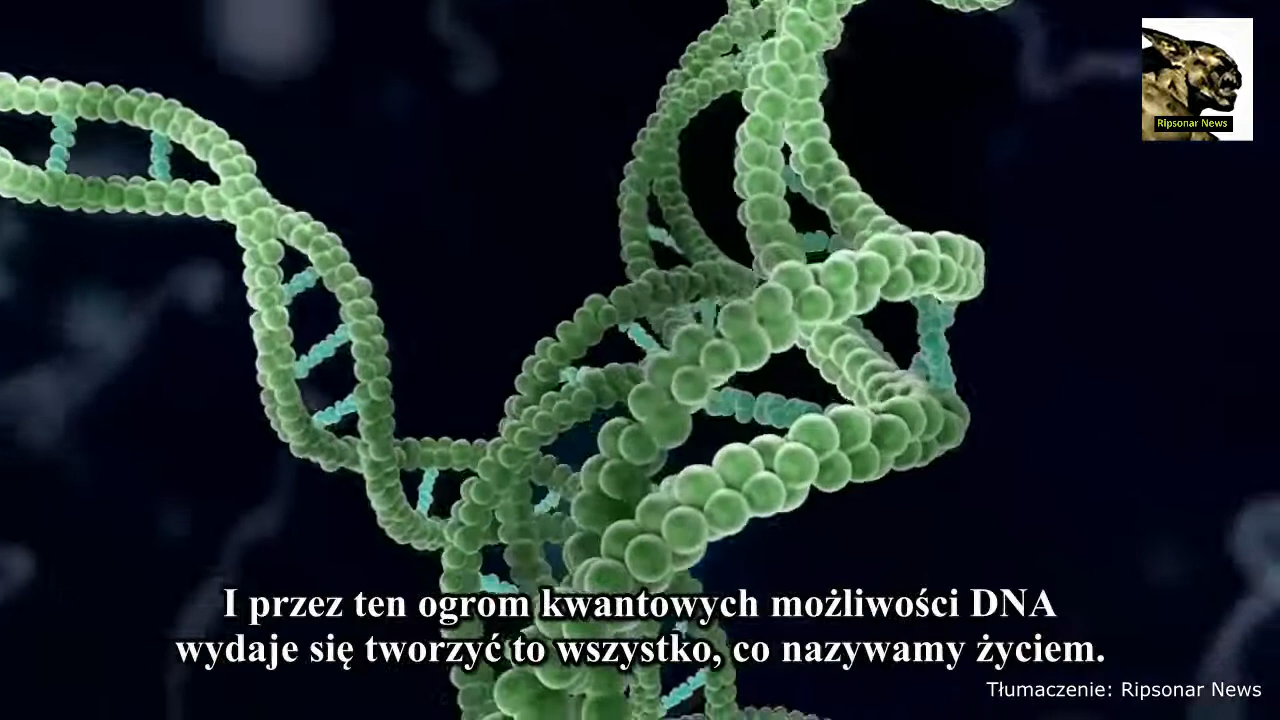 Ripsonar News
I przez ten ogrom kwantowych możliwości DNA
wydaje się tworzyć to wszystko, co nazywamy życiem.
Tłumaczenie: Ripsonar News